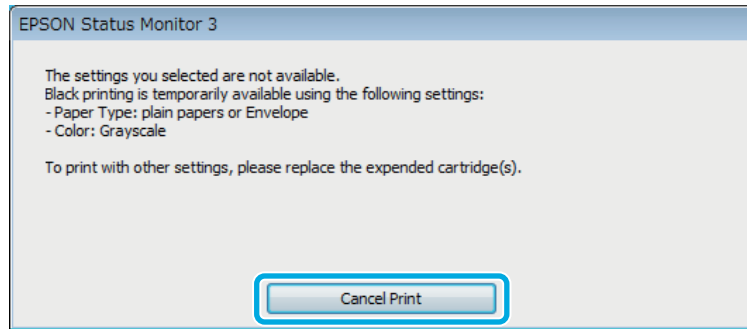 EPSON Status Monitor 3
The settings you selected are not available.
Black printing is temporarily available using the following settings:
- Paper Type: plain papers or Envelope
- Color: Grayscale
To print with other settings, please replace the expended cartridge(s).
Cancel Print